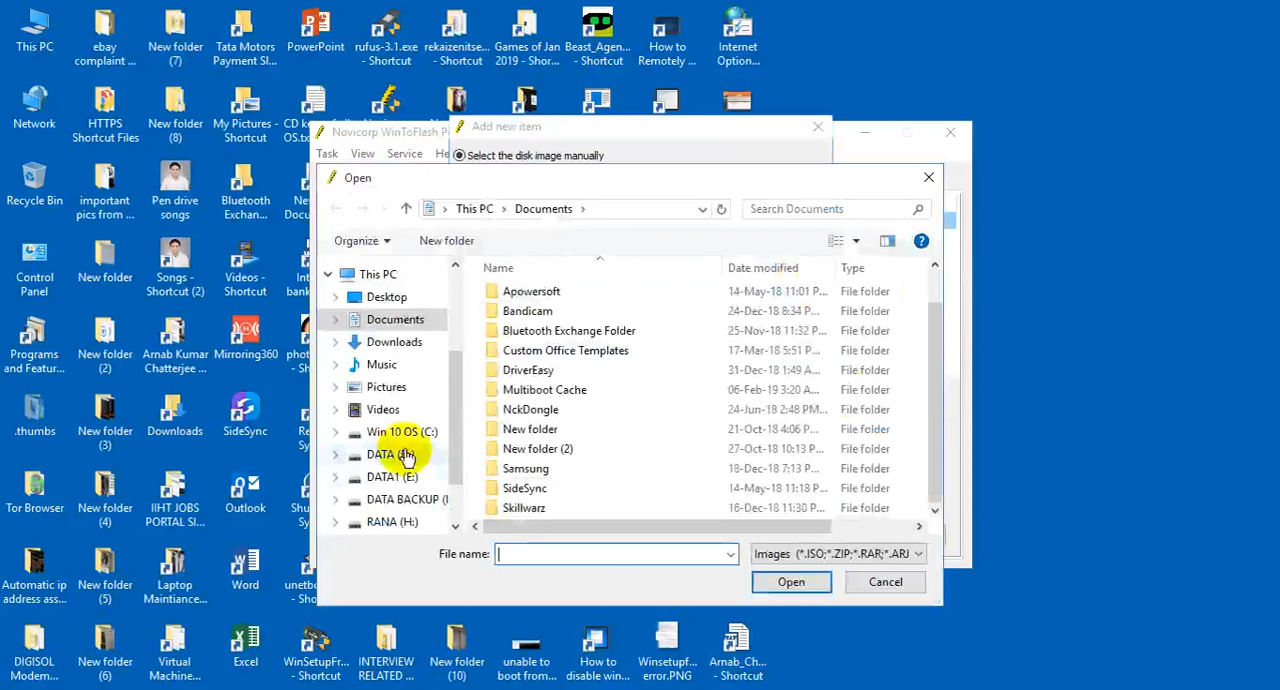 This PC
ebay
complaint ...
New folder
(7)
Tata Motors
Payment Sl...
PowerPoint
rufus-3.1.exe
- Shortcut
rekaizenitse...
- Shortcut
Games of Jan
2019 - Shor...
Beast_Agen...
- Shortcut
How to
Remotely ...
Internet
Option...
Network
HTTPS
Shortcut Files
New folder
(8)
My Pictures -
Shortcut
OS.txt
Recycle Bin
important
pics from ...
Pen drive
songs
Bluetooth
Exchan...
New
Control
Panel
New folder
Songs -
Shortcut (2)
Videos -
Shortcut
Programs
and Featur...
New folder
(2)
Arnab Kumar
Chatterjee ...
Mirroring360
.thumbs
New folder
(3)
Downloads
SideSync
Tor Browser
New folder
(4)
IIHT JOBS
PORTAL SI...
Outlook
Automatic ip
address ass...
New folder
(5)
Laptop
Maintiance...
Word
DIGISOL
Modem...
New folder
(6)
Virtual
Machine...
Excel
WinSetupFr...
- Shortcut
INTERVIEW
RELATED ...
New folder
(10)
unable to
boot from...
How to
disable win...
Winsetupf...
error.PNG
Arnab_Ch...
- Shortcut
Novicorp WinToFlash P
Task View Service He
Add new item
Select the disk image manually
Open
This PC > Documents >
Search Documents
Organize
New folder
This PC
Desktop
Documents
Downloads
Music
Pictures
Videos
Win 10 OS (C:)
DATA
DATA1 (E:)
DATA BACKUP (
RANA (H:)
Name Date modified Type
Apowersoft 14-May-18 11:01 P... File folder
Bandicam 24-Dec-18 8:34 P... File folder
Bluetooth Exchange Folder 25-Nov-18 11:32 P... File folder
Custom Office Templates 17-Mar-18 5:51 P... File folder
DriverEasy 31-Dec-18 1:49 A... File folder
Multiboot Cache 06-Feb-19 3:20 A... File folder
NckDongle 24-Jun-18 2:48 PM... File folder
New folder 21-Oct-18 4:06 P... File folder
New folder (2) 27-Oct-18 10:13 P... File folder
Samsung 18-Dec-18 7:13 P... File folder
SideSync 14-May-18 11:18 P... File folder
Skillwarz 16-Dec-18 11:30 P... File folder
File name:
Images (*.ISO;*.ZIP;*.RAR;*.ARJ
Open
Cancel